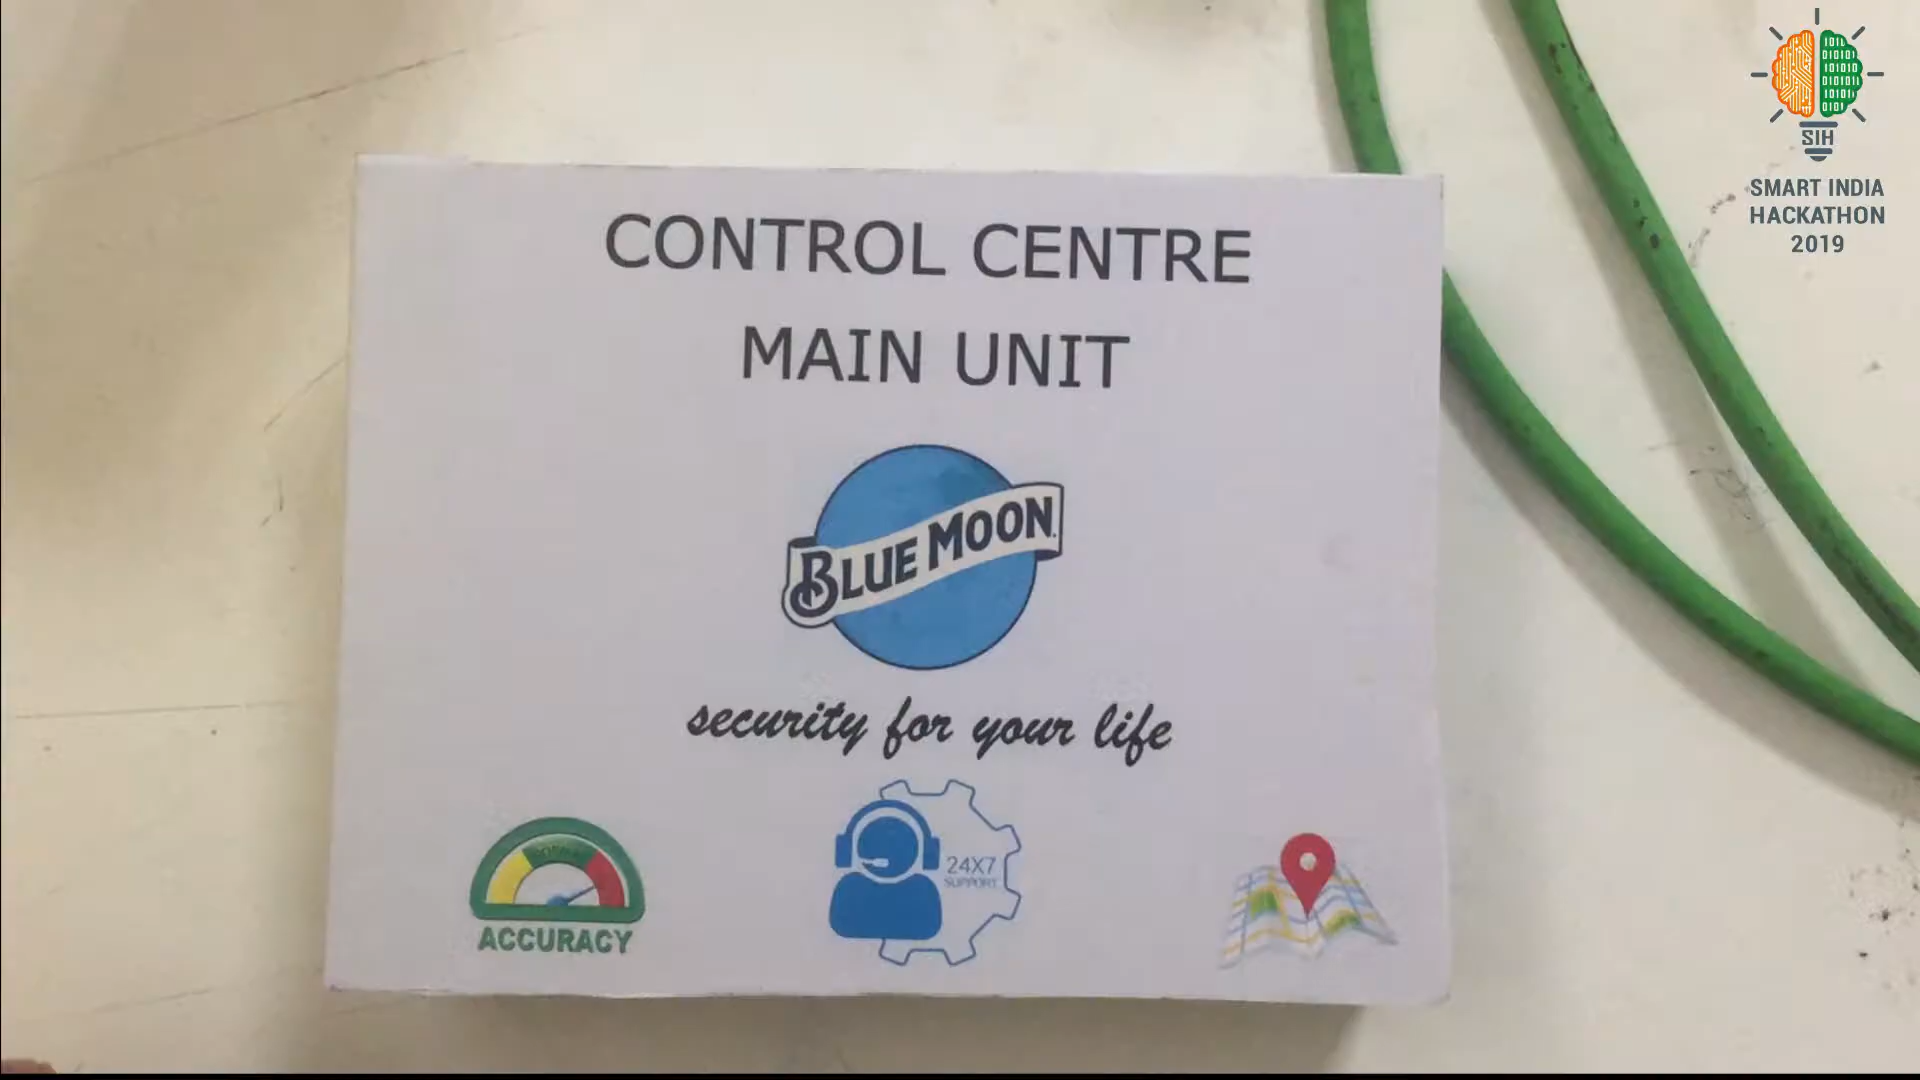 CONTROL CENTRE
MAIN UNIT
BLUE MOON
security for your life
24X7
SUPPORT
ACCURACY
SIH
SMART INDIA
HACKATHON
2019